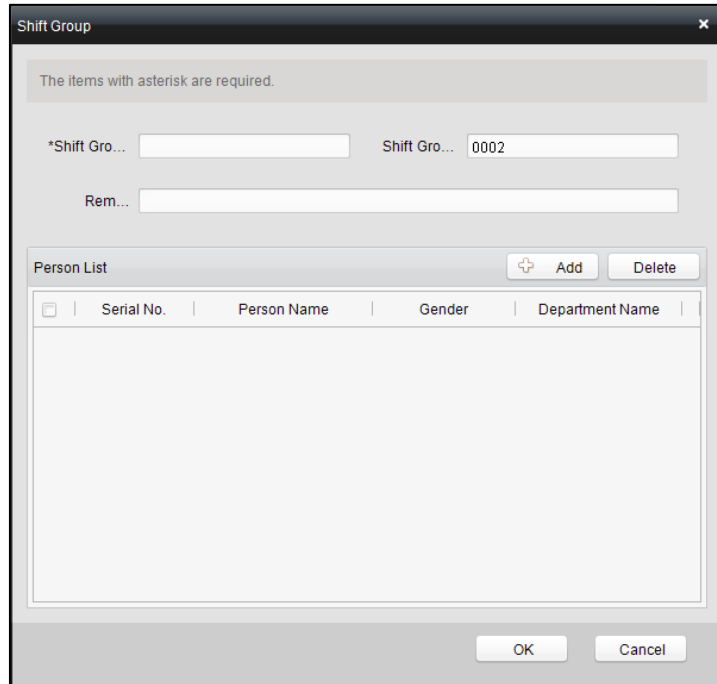 Shift Group
The items with asterisk are required.
*Shift Gro... Shift Gro... 0002
Rem...
Person List Add Delete
Serial No. Person Name Gender Department Name
OK Cancel